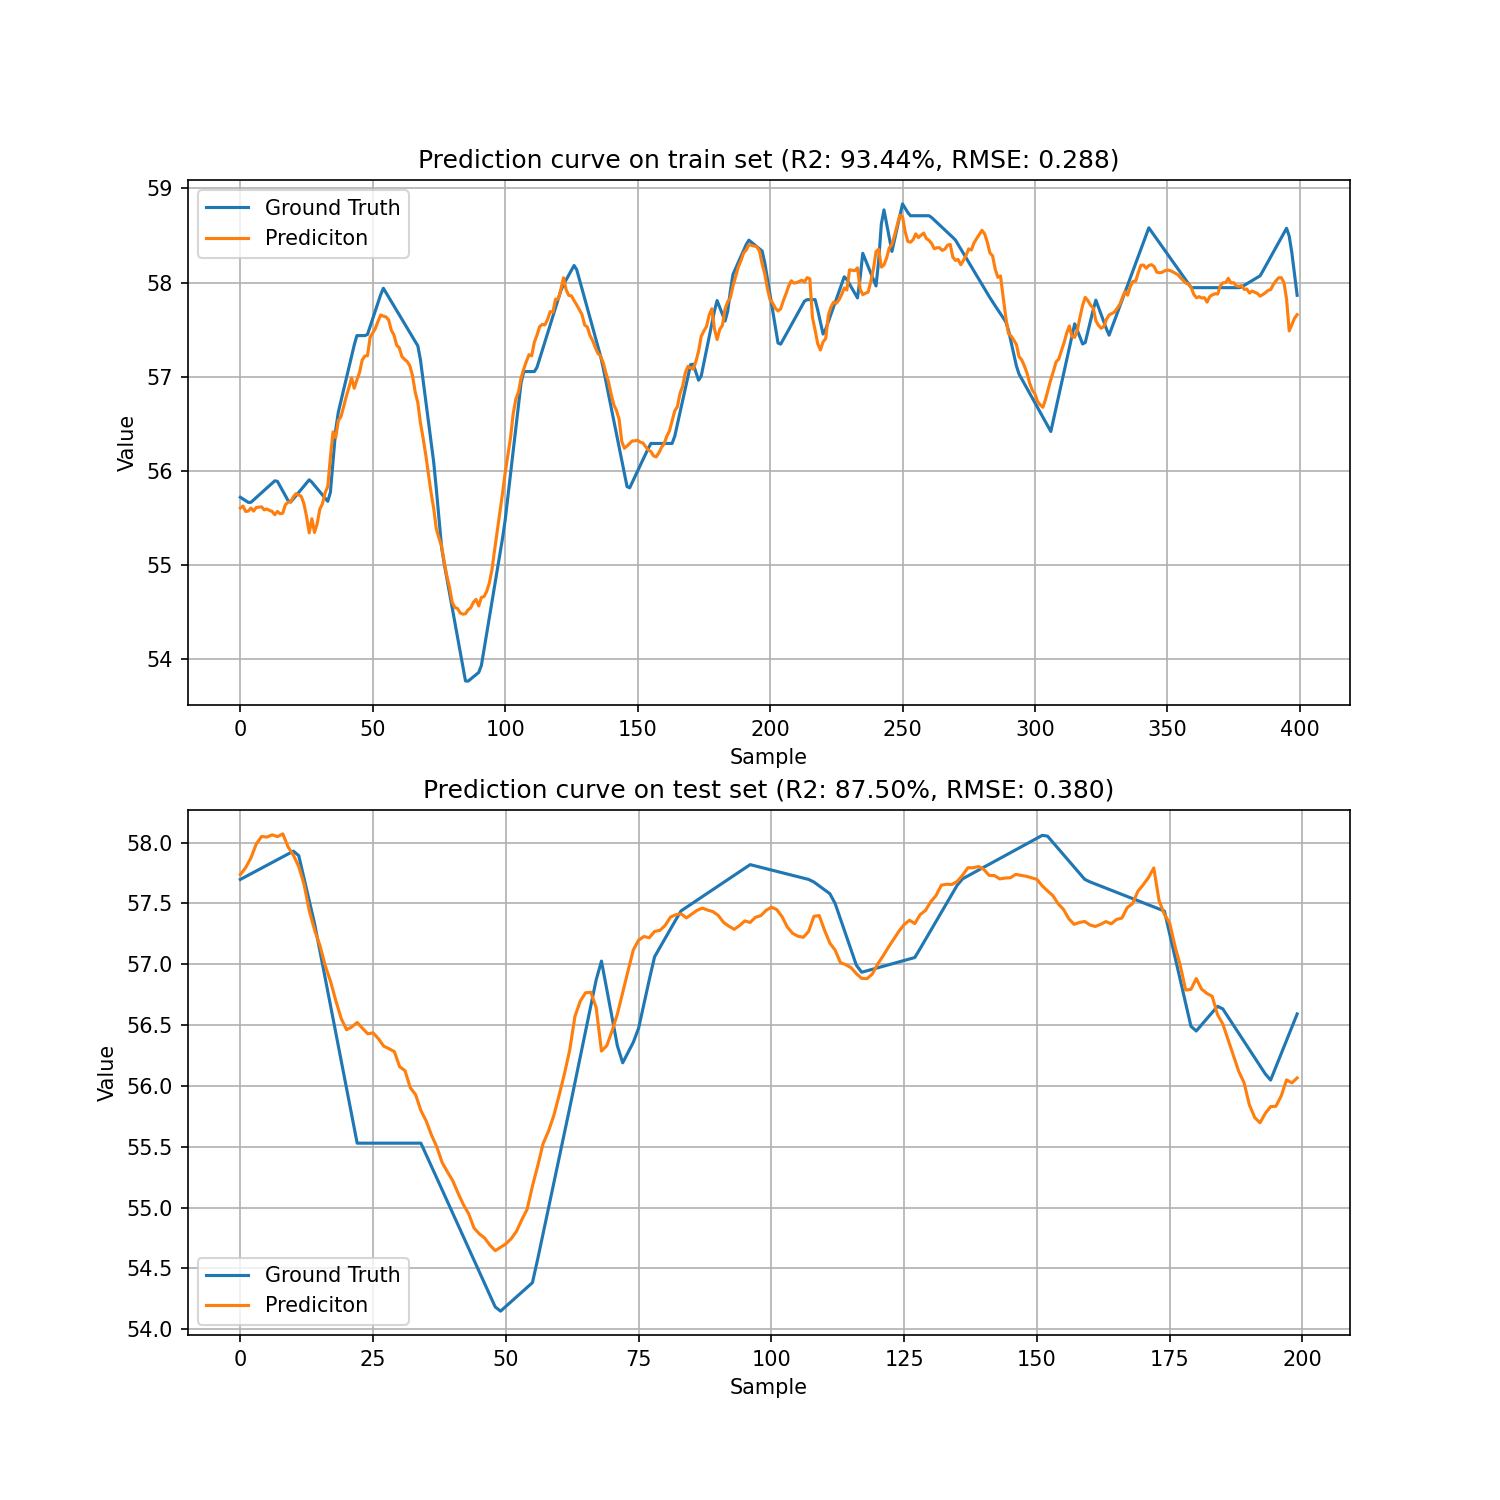 Prediction curve on train set (R2: 93.44%, RMSE: 0.288)
59
58
57
56
55
54
Value
Ground Truth
Prediciton
0 50 100 150 200 250 300 350 400
Sample
Prediction curve on test set (R2: 87.50%, RMSE: 0.380)
58.0
57.5
57.0
56.5
56.0
55.5
55.0
54.5
54.0
Value
Ground Truth
Prediciton
0 25 50 75 100 125 150 175 200
Sample